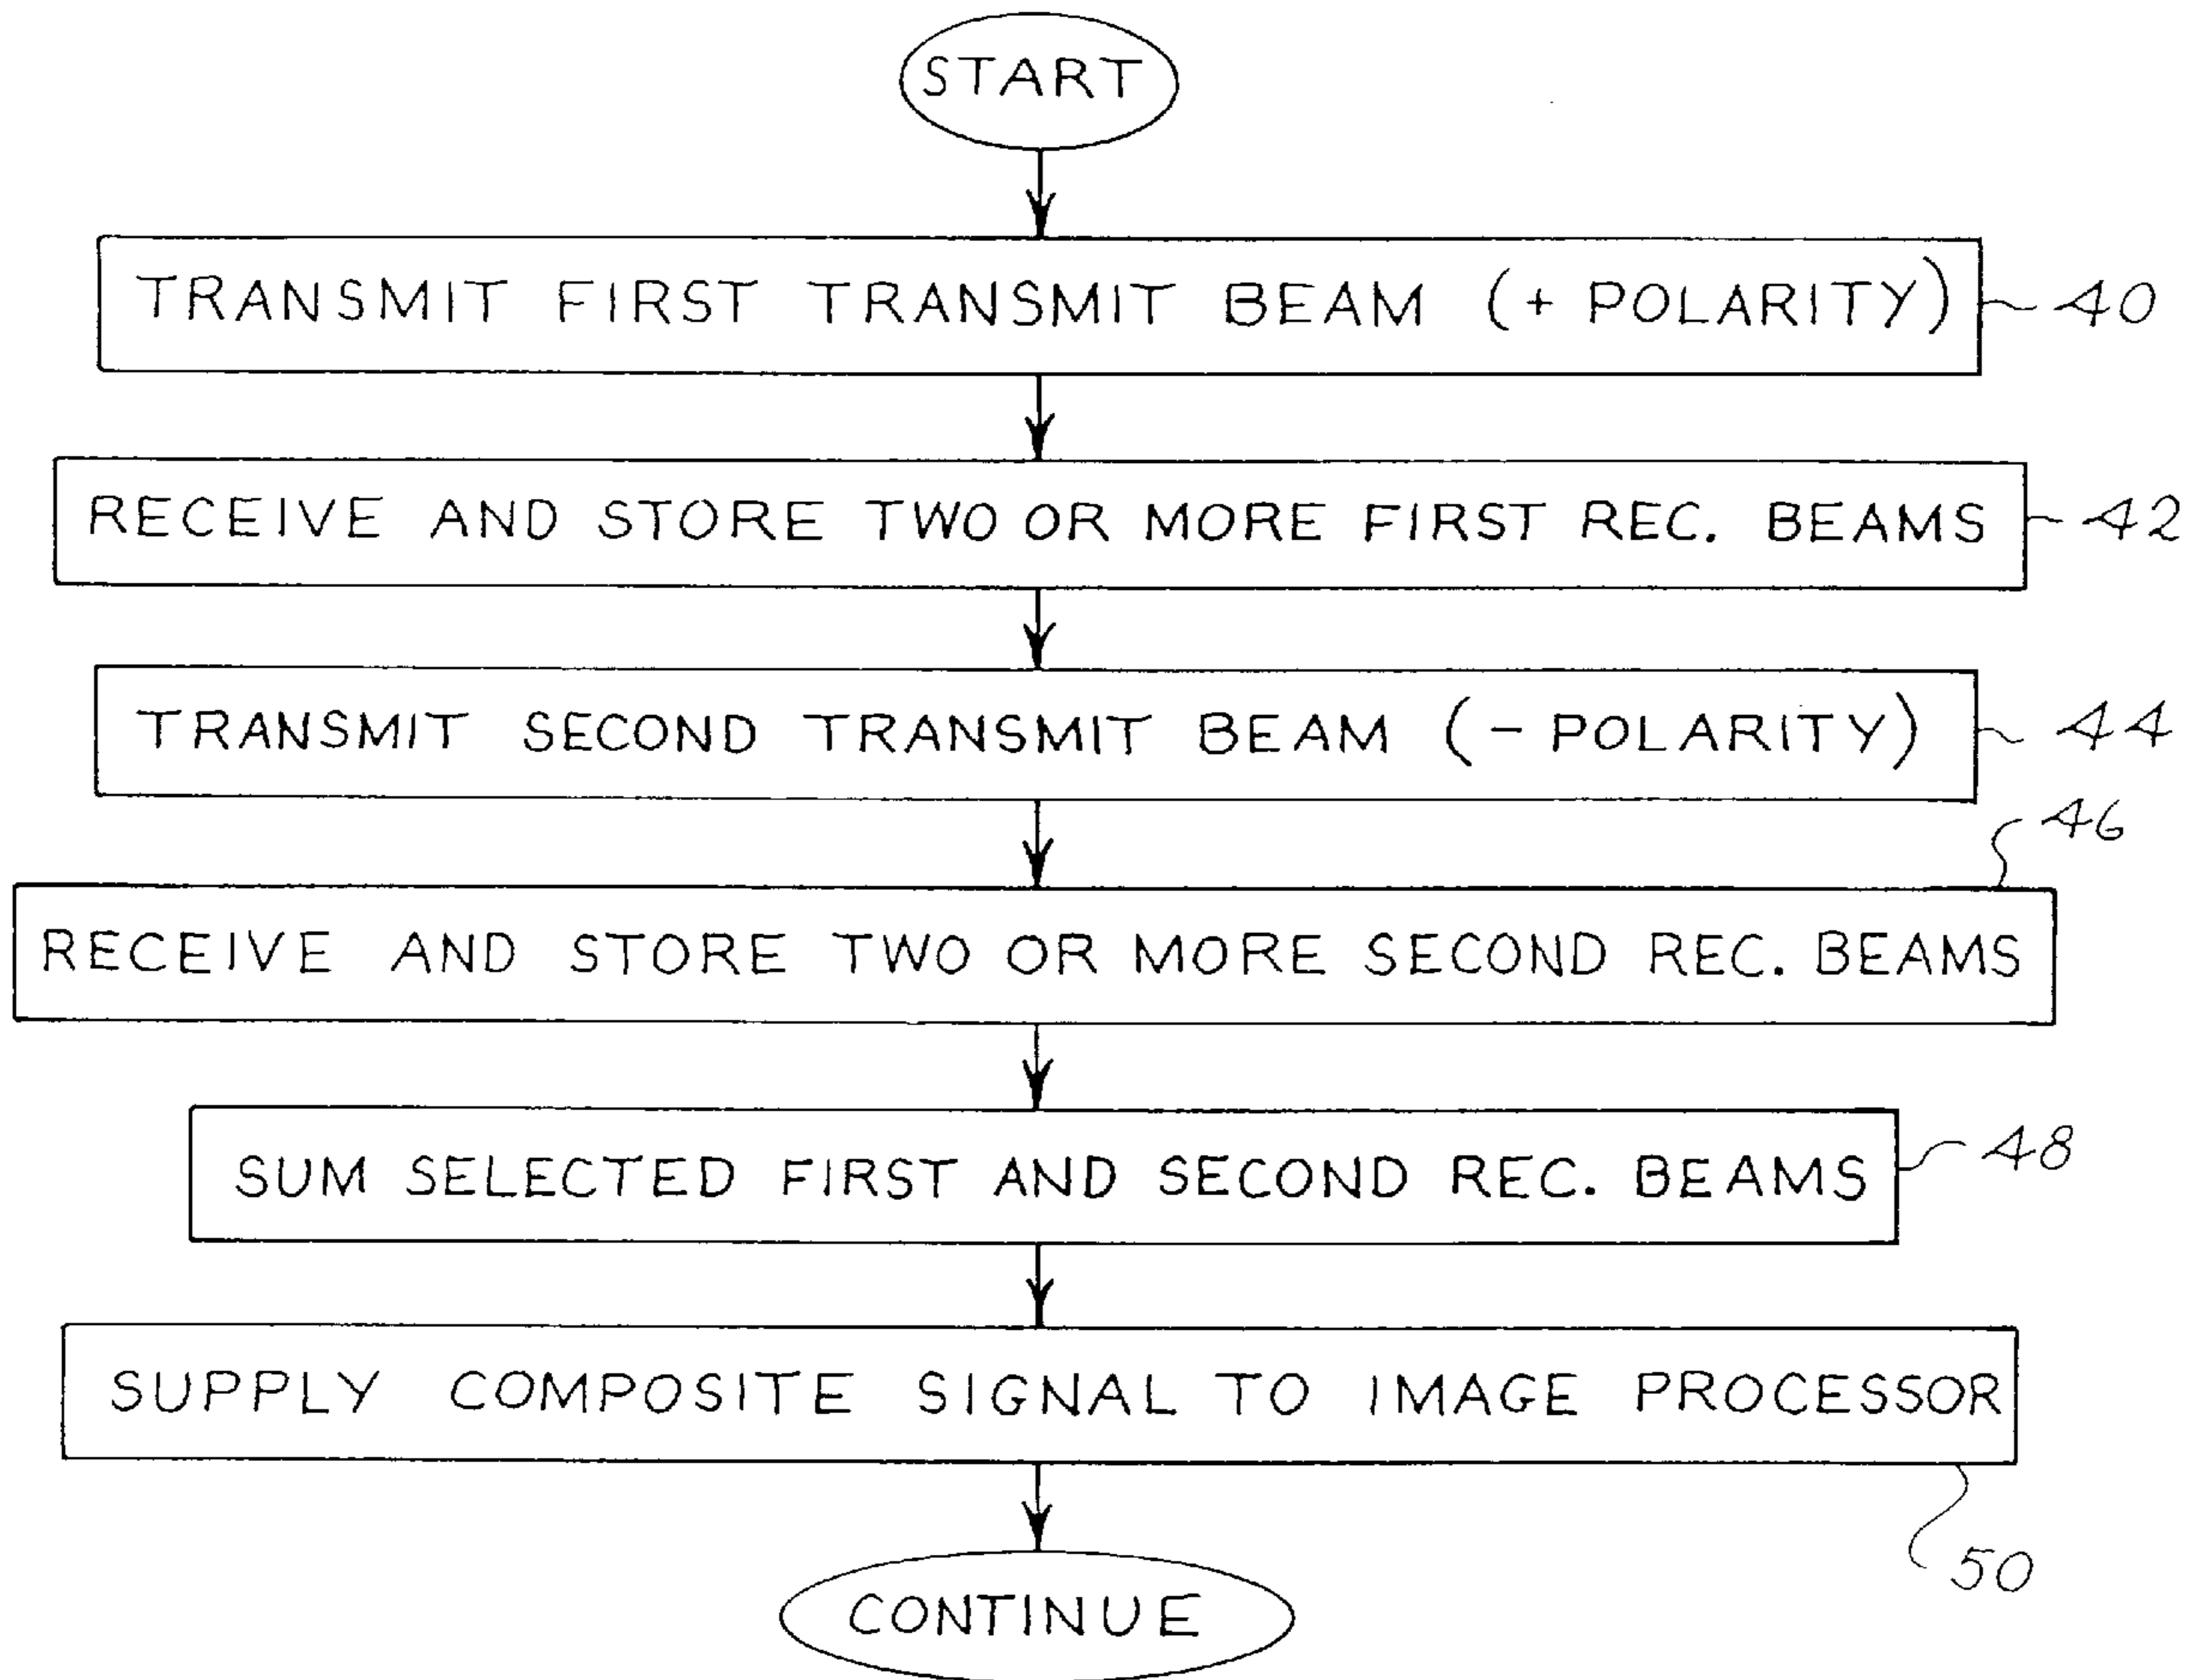 START
TRANSMIT FIRST TRANSMIT BEAM (+ POLARITY) 40
RECEIVE AND STORE TWO OR MORE FIRST REC. BEAMS 42
TRANSMIT SECOND TRANSMIT BEAM (- POLARITY) 44
46
RECEIVE AND STORE TWO OR MORE SECOND REC. BEAMS
SUM SELECTED FIRST AND SECOND REC. BEAMS 48
SUPPLY COMPOSITE SIGNAL TO IMAGE PROCESSOR
50
CONTINUE